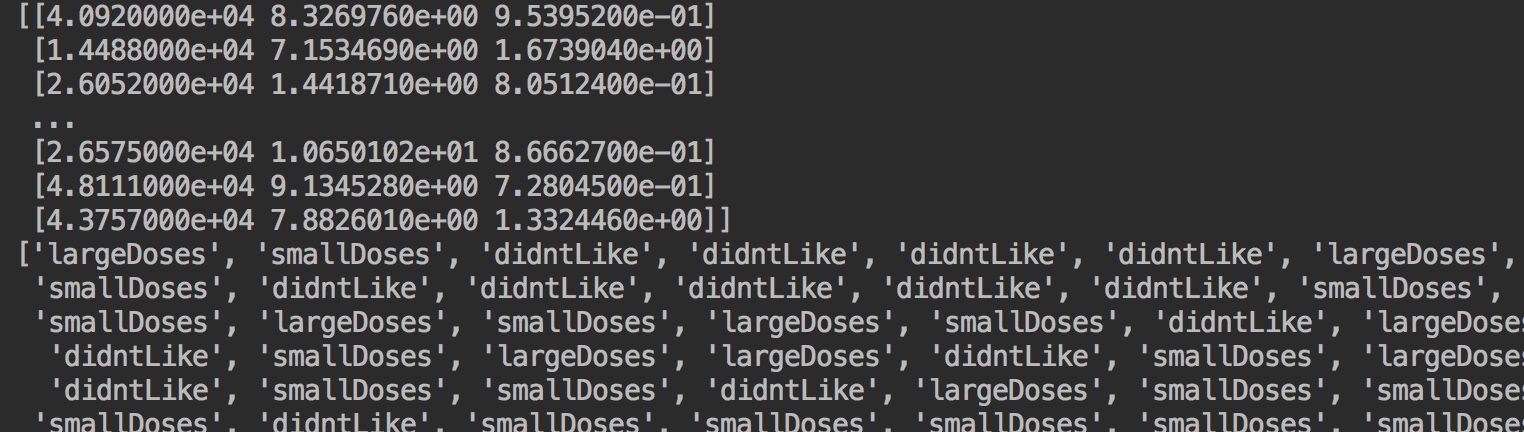 [[4.0920000e+04 8.3269760e+00 9.5395200e-01]
[1.4488000e+04 7.1534690e+00 1.6739040e+00]
[2.6052000e+04 1.4418710e+00 8.0512400e-01]
...
[2.6575000e+04 1.0650102e+01 8.6662700e-01]
[4.8111000e+04 9.1345280e+00 7.2804500e-01]
[4.3757000e+04 7.8826010e+00 1.3324460e+00]]
['largeDoses', 'smallDoses', 'didntLike', 'didntLike', 'didntLike', 'didntLike', 'largeDoses',
'smallDoses', 'didntLike', 'didntLike', 'didntLike', 'didntLike', 'didntLike', 'smallDoses',
'smallDoses', 'largeDoses', 'smallDoses', 'largeDoses', 'smallDoses', 'didntLike', 'largeDoses
'didntLike', 'smallDoses', 'largeDoses', 'largeDoses', 'didntLike', 'smallDoses', 'largeDoses
'didntLike', 'smallDoses', 'smallDoses', 'didntLike', 'largeDoses', 'smallDoses', 'smallDoses
'smallDoses', 'didntLike', 'smallDoses', 'smallDoses', 'smallDoses', 'smallDoses', 'smallDoses